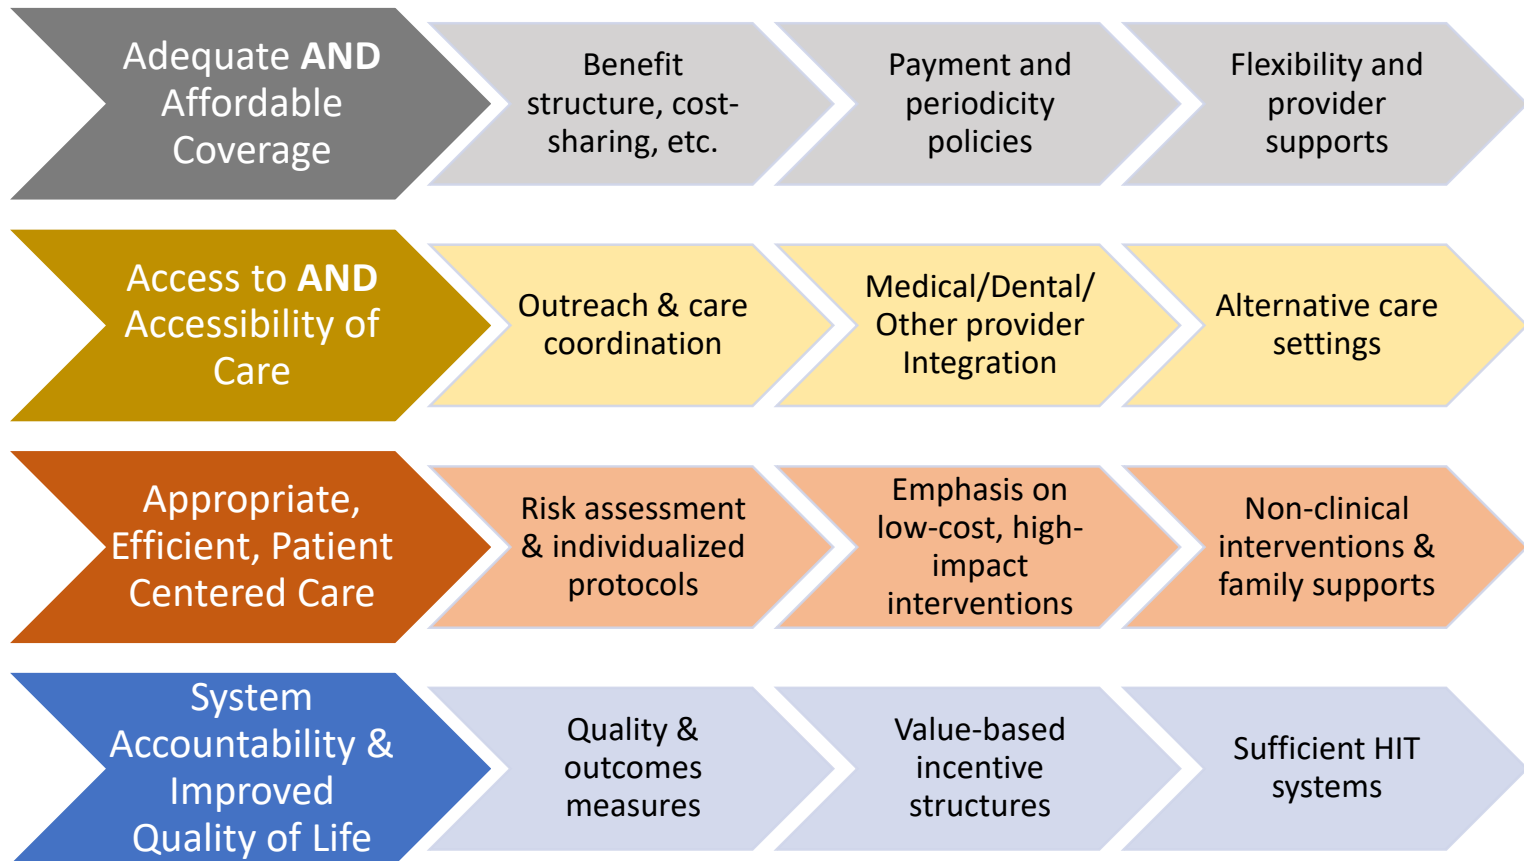 Adequate AND
Affordable
Coverage
Benefit
structure, cost-
sharing, etc.
Payment and
periodicity
policies
Flexibility and
provider
supports
Access to AND
Accessibility of
Care
Outreach & care
coordination
Medical/Dental/
Other provider
Integration
Alternative care
settings
Appropriate,
Efficient, Patient
Centered Care
Risk assessment
& individualized
protocols
Emphasis on
low-cost, high-
impact
interventions
Non-clinical
interventions &
family supports
System
Accountability &
Improved
Quality of Life
Quality &
outcomes
measures
Value-based
incentive
structures
Sufficient HIT
systems